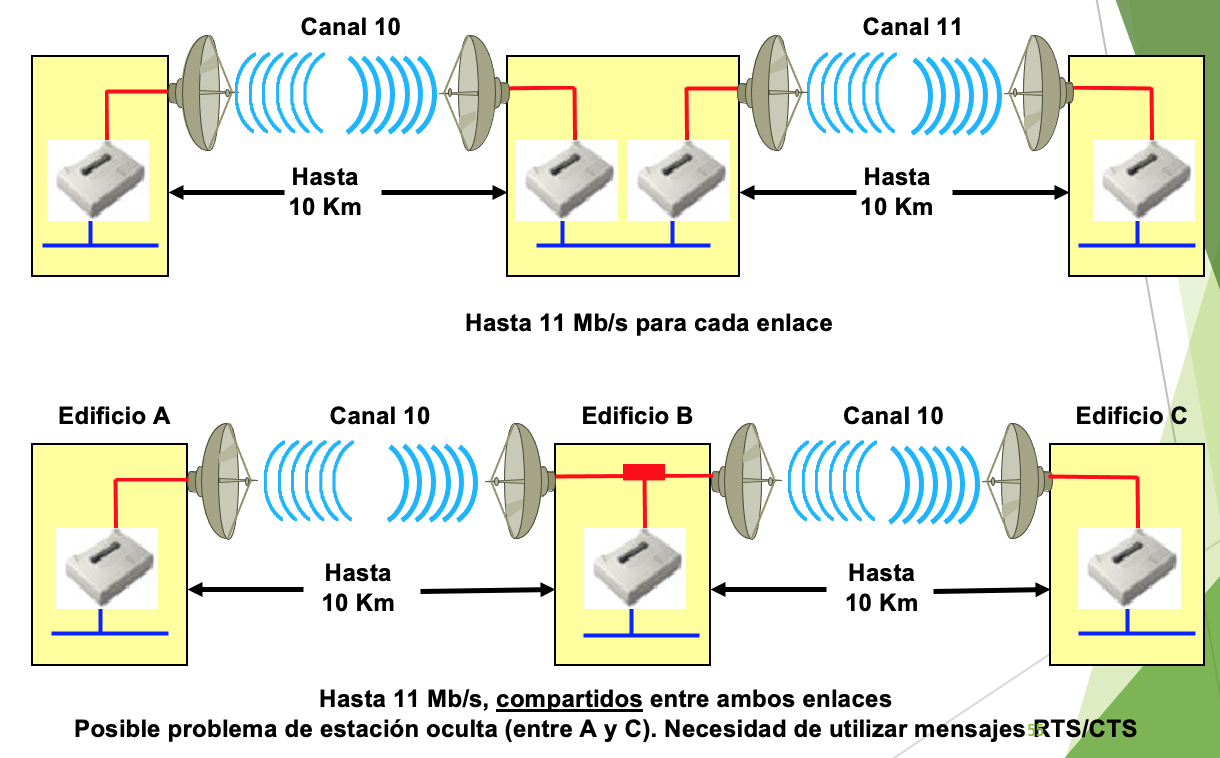 Canal 10
Canal 11
Hasta
10 Km
Hasta
10 Km
Hasta 11 Mb/s para cada enlace
Edificio A
Canal 10
Edificio B
Canal 10
Edificio C
Hasta
10 Km
Hasta
10 Km
Hasta 11 Mb/s, compartidos entre ambos enlaces
Posible problema de estación oculta (entre A y C). Necesidad de utilizar mensajes RTS/CTS
55